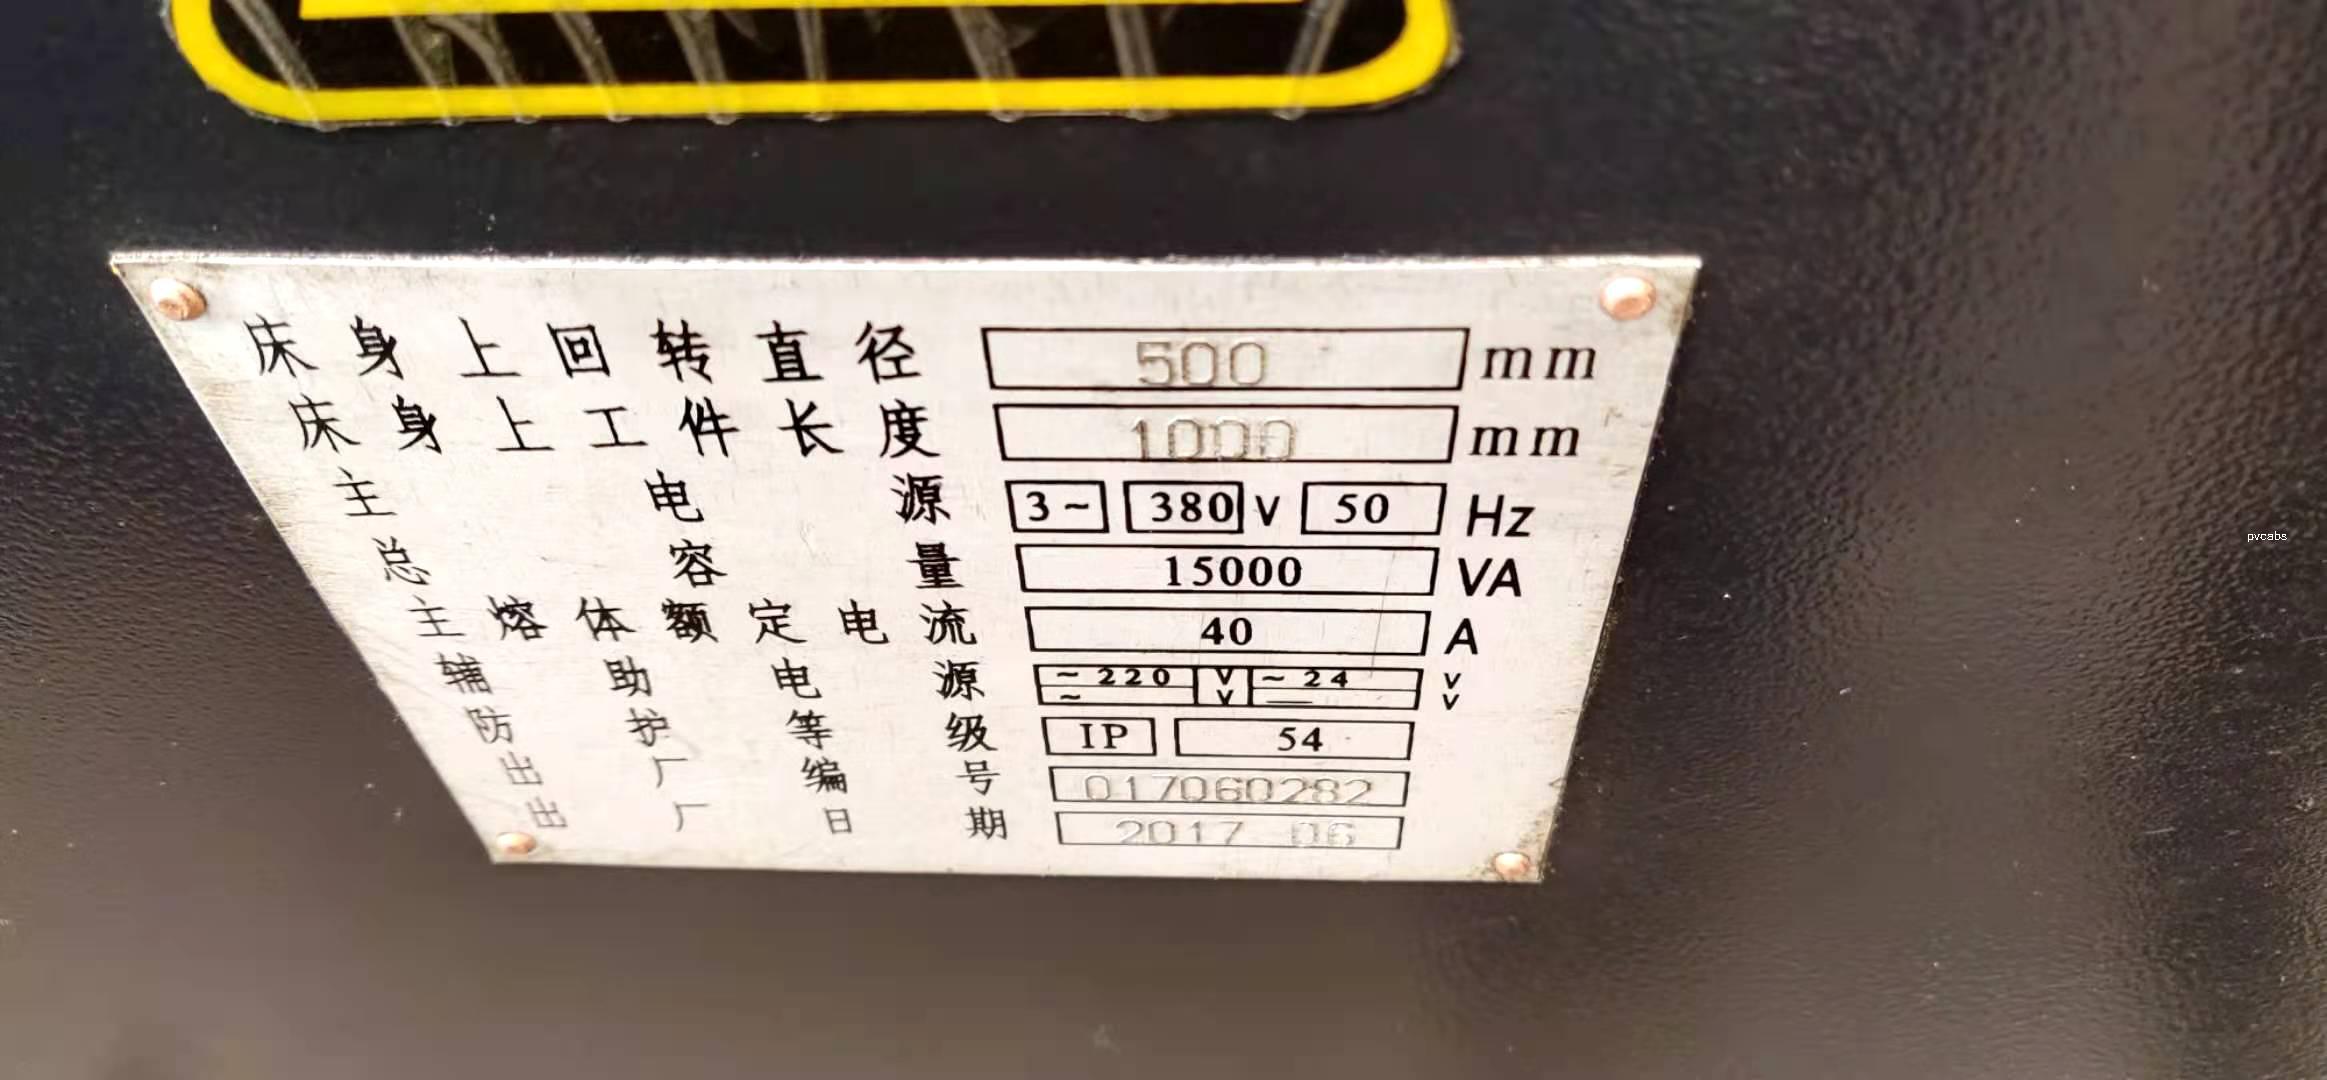 床身上回转直径 500 mm
床身上工件长度 1000 mm
主电源 3~ 380 V 50 Hz
总容量 15000 VA
主熔体额定电流 40 A
辅助电源 ~220 V ~24 V
~ V — V
防护等级 IP 54
出厂编号 017060282
出厂日期 2017 06
pvcabs